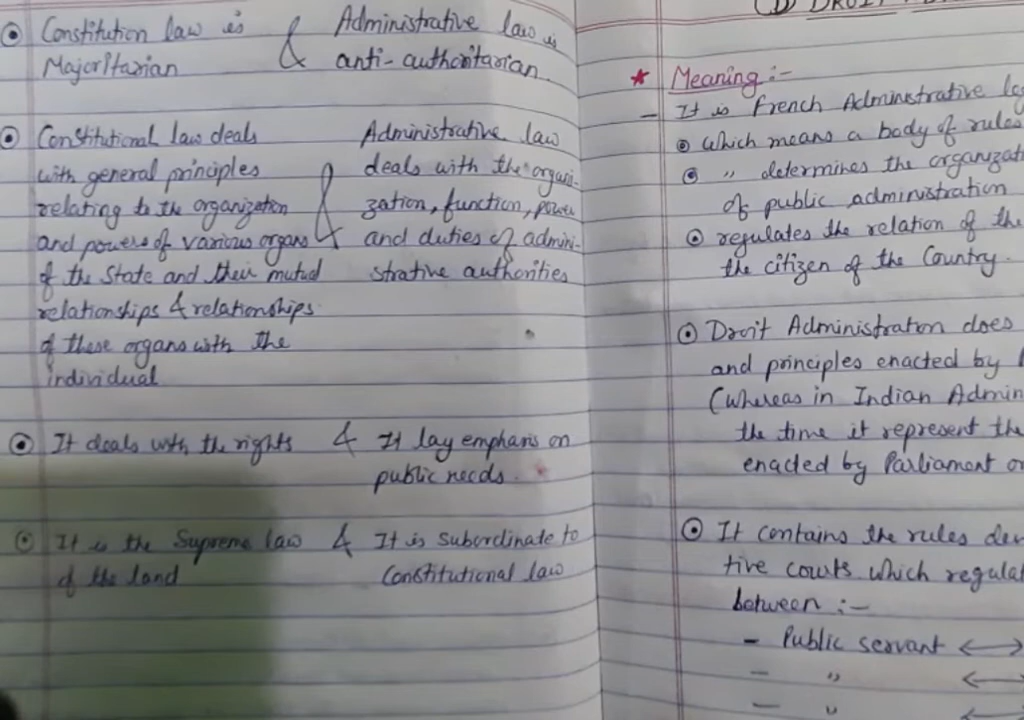 Constitution law is & Administrative law is
Majoritarian anti-authoritarian
Constitutional law deals Administrative law
with general principles & deals with the organi-
relating to the organization zation, function, power
and powers of various organs and duties of admini-
of the State and their mutual strative authorities
relationships & relationships
of these organs with the
individual
It deals with the rights & It lay emphasis on
public needs.
It is the Supreme law & It is subordinate to
of the land Constitutional law
(1) DROIT
* Meaning :-
- It is French Administrative
which means a body of rules
" determines the
of public administration
regulates the relation of the
the citizen of the Country.
Droit Administration does
and principles enacted by
(Whereas in Indian
the time it represent the
enacted by Parliament
It contains the rules
tive courts which
between :-
- Public servant <->
- " <-
- " <-